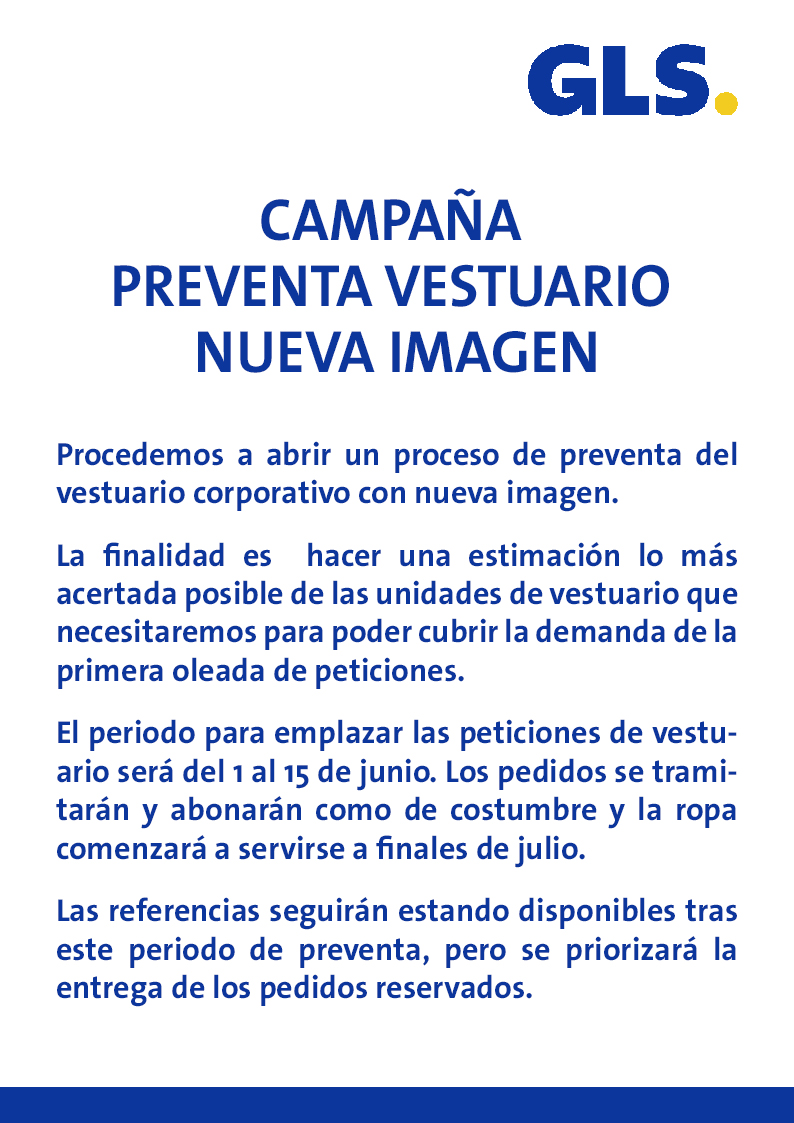 GLS.
CAMPAÑA
PREVENTA VESTUARIO
NUEVA IMAGEN
Procedemos a abrir un proceso de preventa del
vestuario corporativo con nueva imagen.
La finalidad es  hacer una estimación lo más
acertada posible de las unidades de vestuario que
necesitaremos para poder cubrir la demanda de la
primera oleada de peticiones.
El periodo para emplazar las peticiones de vestu-
ario será del 1 al 15 de junio. Los pedidos se trami-
tarán y abonarán como de costumbre y la ropa
comenzará a servirse a finales de julio.
Las referencias seguirán estando disponibles tras
este periodo de preventa, pero se priorizará la
entrega de los pedidos reservados.